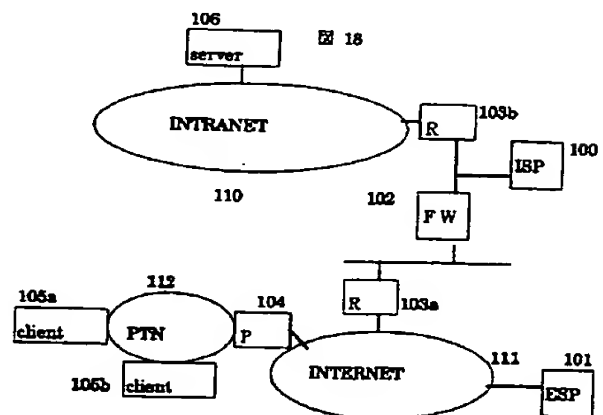 106
図 18
server
103b
INTRANET
R
100
ISP
110
102
FW
112
104
R
103a
105a
client
PTN
P
111
101
INTERNET
105b
client
ESP